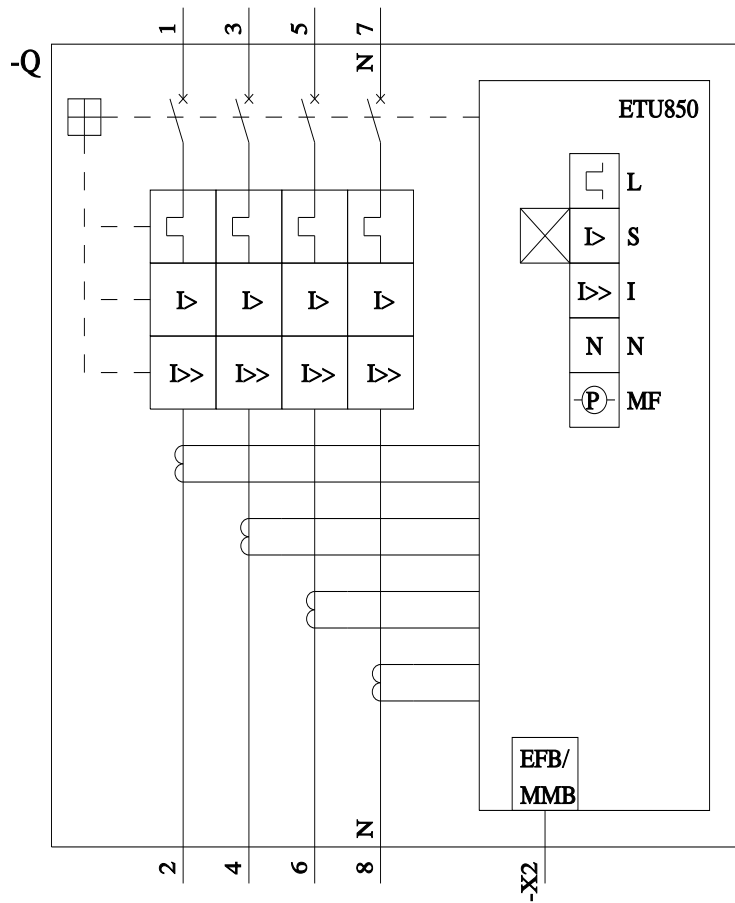 1 3 5 7
-Q
N
ETU850
L
I> S
I> I> I> I> I>> I
N N
I>> I>> I>> I>> P MF
EFB/
MMB
N
2 4 6 8 -X2